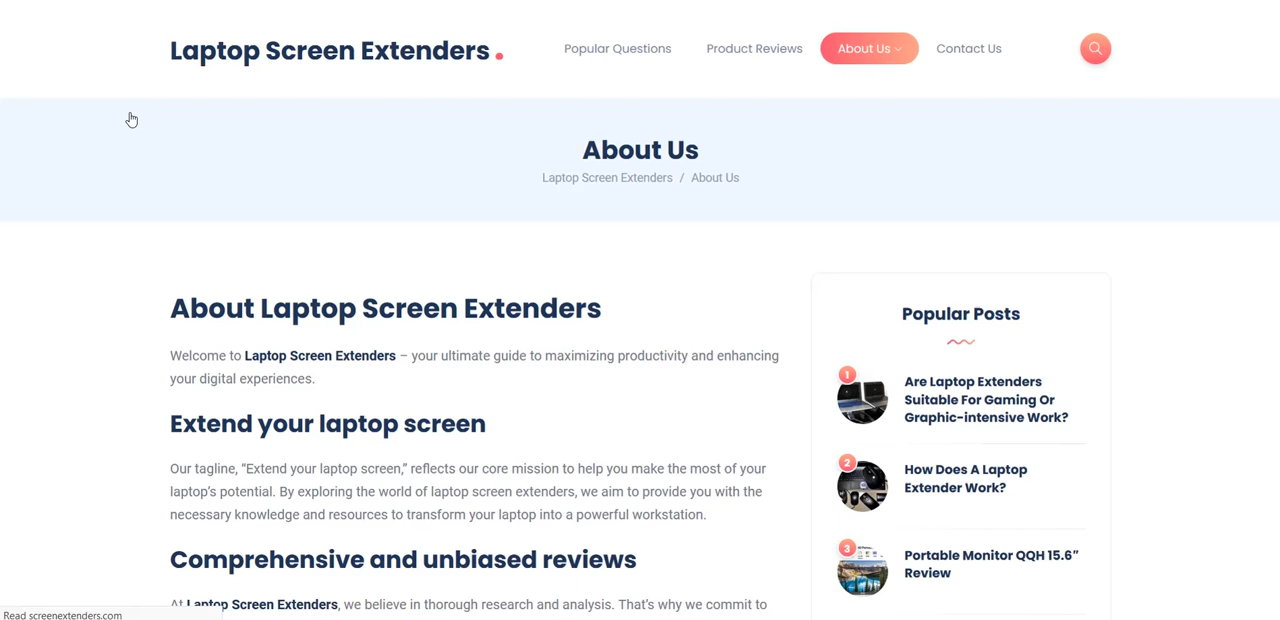 Laptop Screen Extenders.
Popular Questions
Product Reviews
About Us
Contact Us
About Us
Laptop Screen Extenders / About Us
About Laptop Screen Extenders
Welcome to Laptop Screen Extenders – your ultimate guide to maximizing productivity and enhancing
your digital experiences.
Extend your laptop screen
Our tagline, “Extend your laptop screen,” reflects our core mission to help you make the most of your
laptop’s potential. By exploring the world of laptop screen extenders, we aim to provide you with the
necessary knowledge and resources to transform your laptop into a powerful workstation.
Comprehensive and unbiased reviews
At Laptop Screen Extenders, we believe in thorough research and analysis. That’s why we commit to
Popular Posts
1
Are Laptop Extenders
Suitable For Gaming Or
Graphic-intensive Work?
2
How Does A Laptop
Extender Work?
3
Portable Monitor QQH 15.6″
Review
Read screenextenders.com